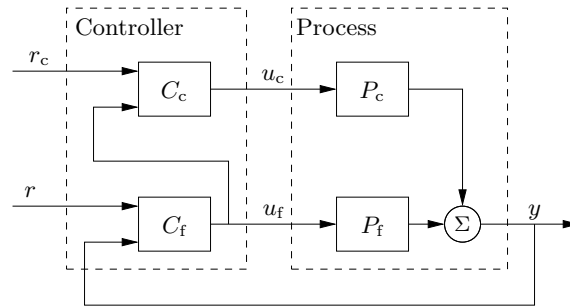 Controller
Process
r_c
C_c
u_c
P_c
r
C_f
u_f
P_f
Σ
y